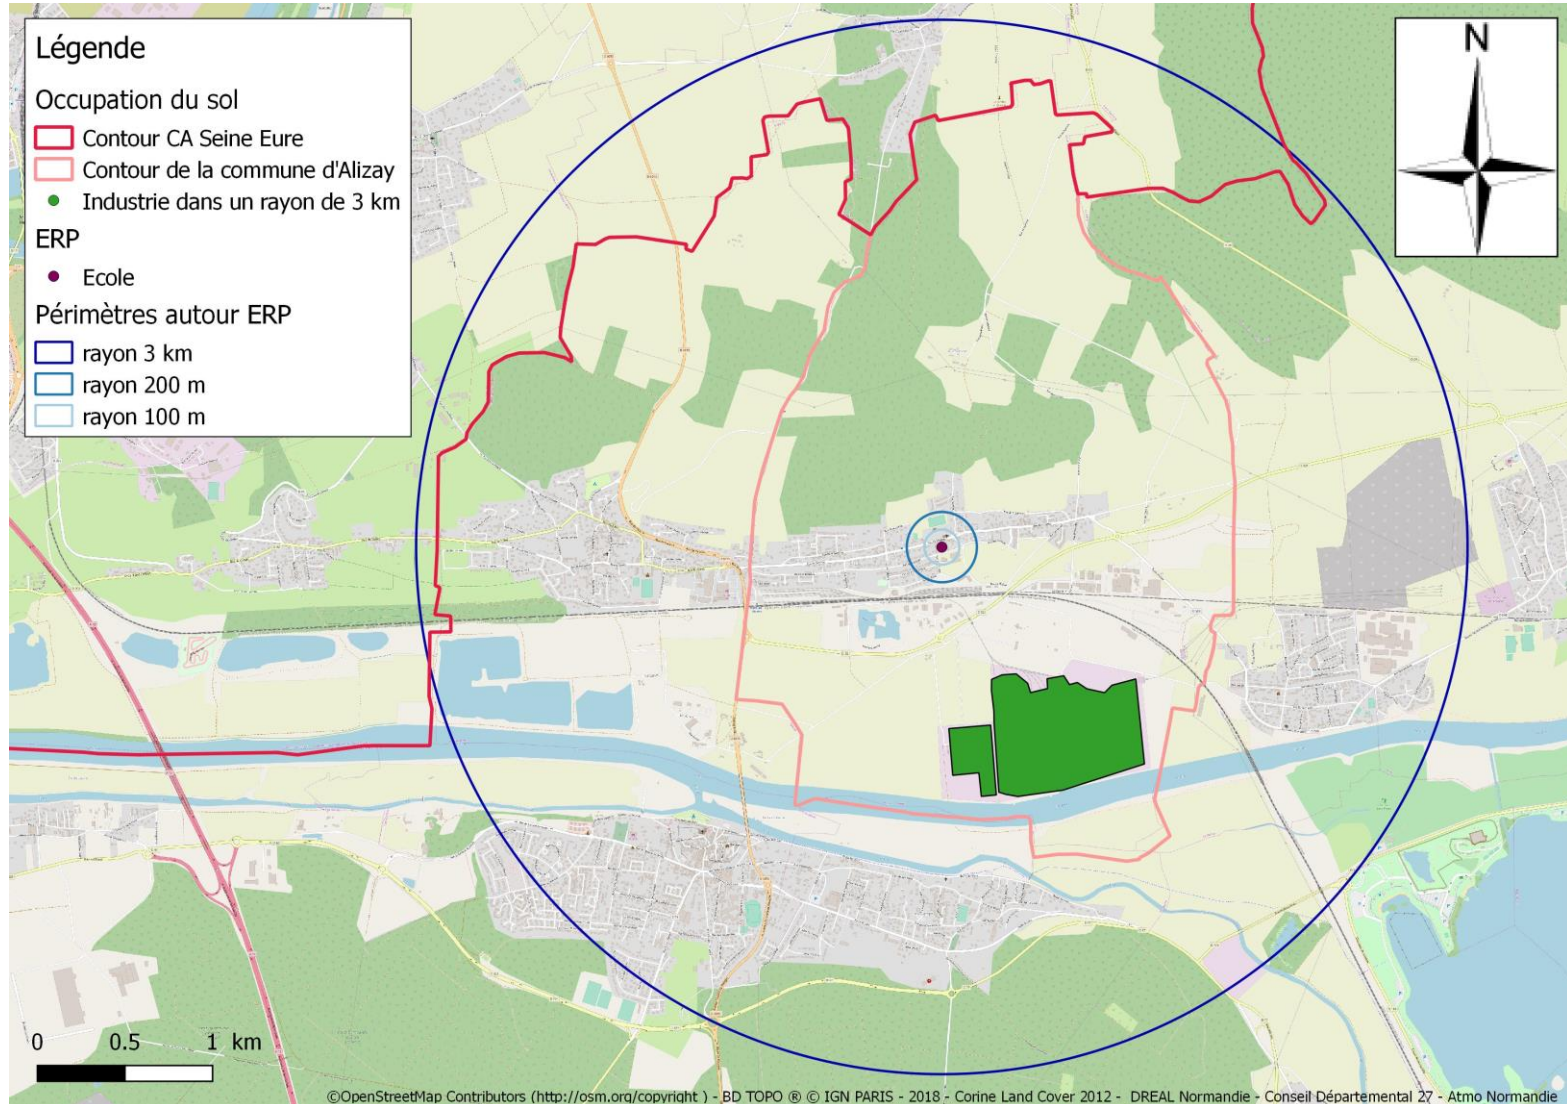 Légende
Occupation du sol
Contour CA Seine Eure
Contour de la commune d'Alizay
Industrie dans un rayon de 3 km
ERP
Ecole
Périmètres autour ERP
rayon 3 km
rayon 200 m
rayon 100 m
N
0 0.5 1 km
©OpenStreetMap Contributors (http://osm.org/copyright ) - BD TOPO ® © IGN PARIS - 2018 - Corine Land Cover 2012 - DREAL Normandie - Conseil Départemental 27 - Atmo Normandie